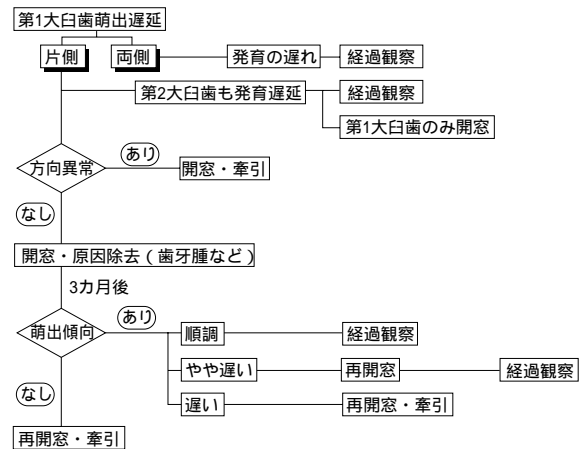 第1大臼歯萌出遅延
片側 両側 発育の遅れ 経過観察
第2大臼歯も発育遅延 経過観察
第1大臼歯のみ開窓
方向異常 あり 開窓・牽引
なし
開窓・原因除去(歯牙腫など)
3カ月後
萌出傾向 あり 順調 経過観察
やや遅い 再開窓 経過観察
なし
遅い 再開窓・牽引
再開窓・牽引